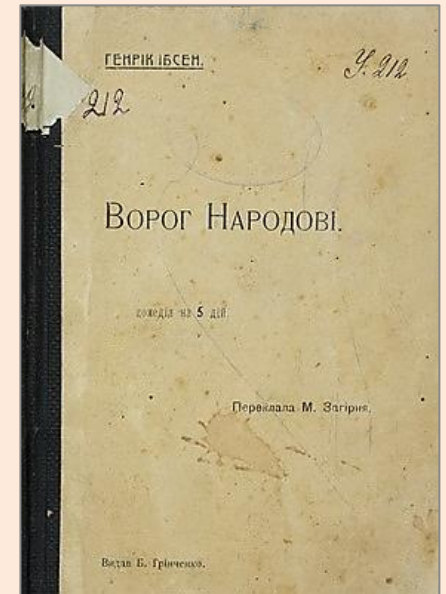 ГЕНРІК ІБСЕН.
У. 212
212
ВОРОГ НАРОДОВІ.
комедія на 5 дій
Переклала М. Загірня.
Видав Б. Грінченко.